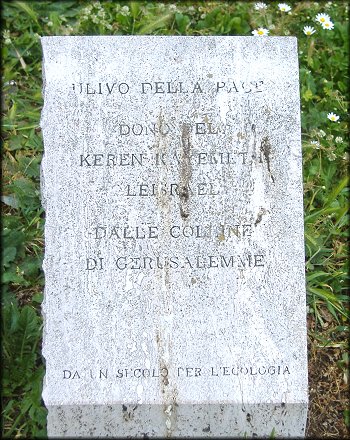 ULIVO DELLA PACE
DONO DEL
KEREN KAYEMETH
LEISRAEL
DALLE COLLINE
DI GERUSALEMME
DA UN SECOLO PER L'ECOLOGIA